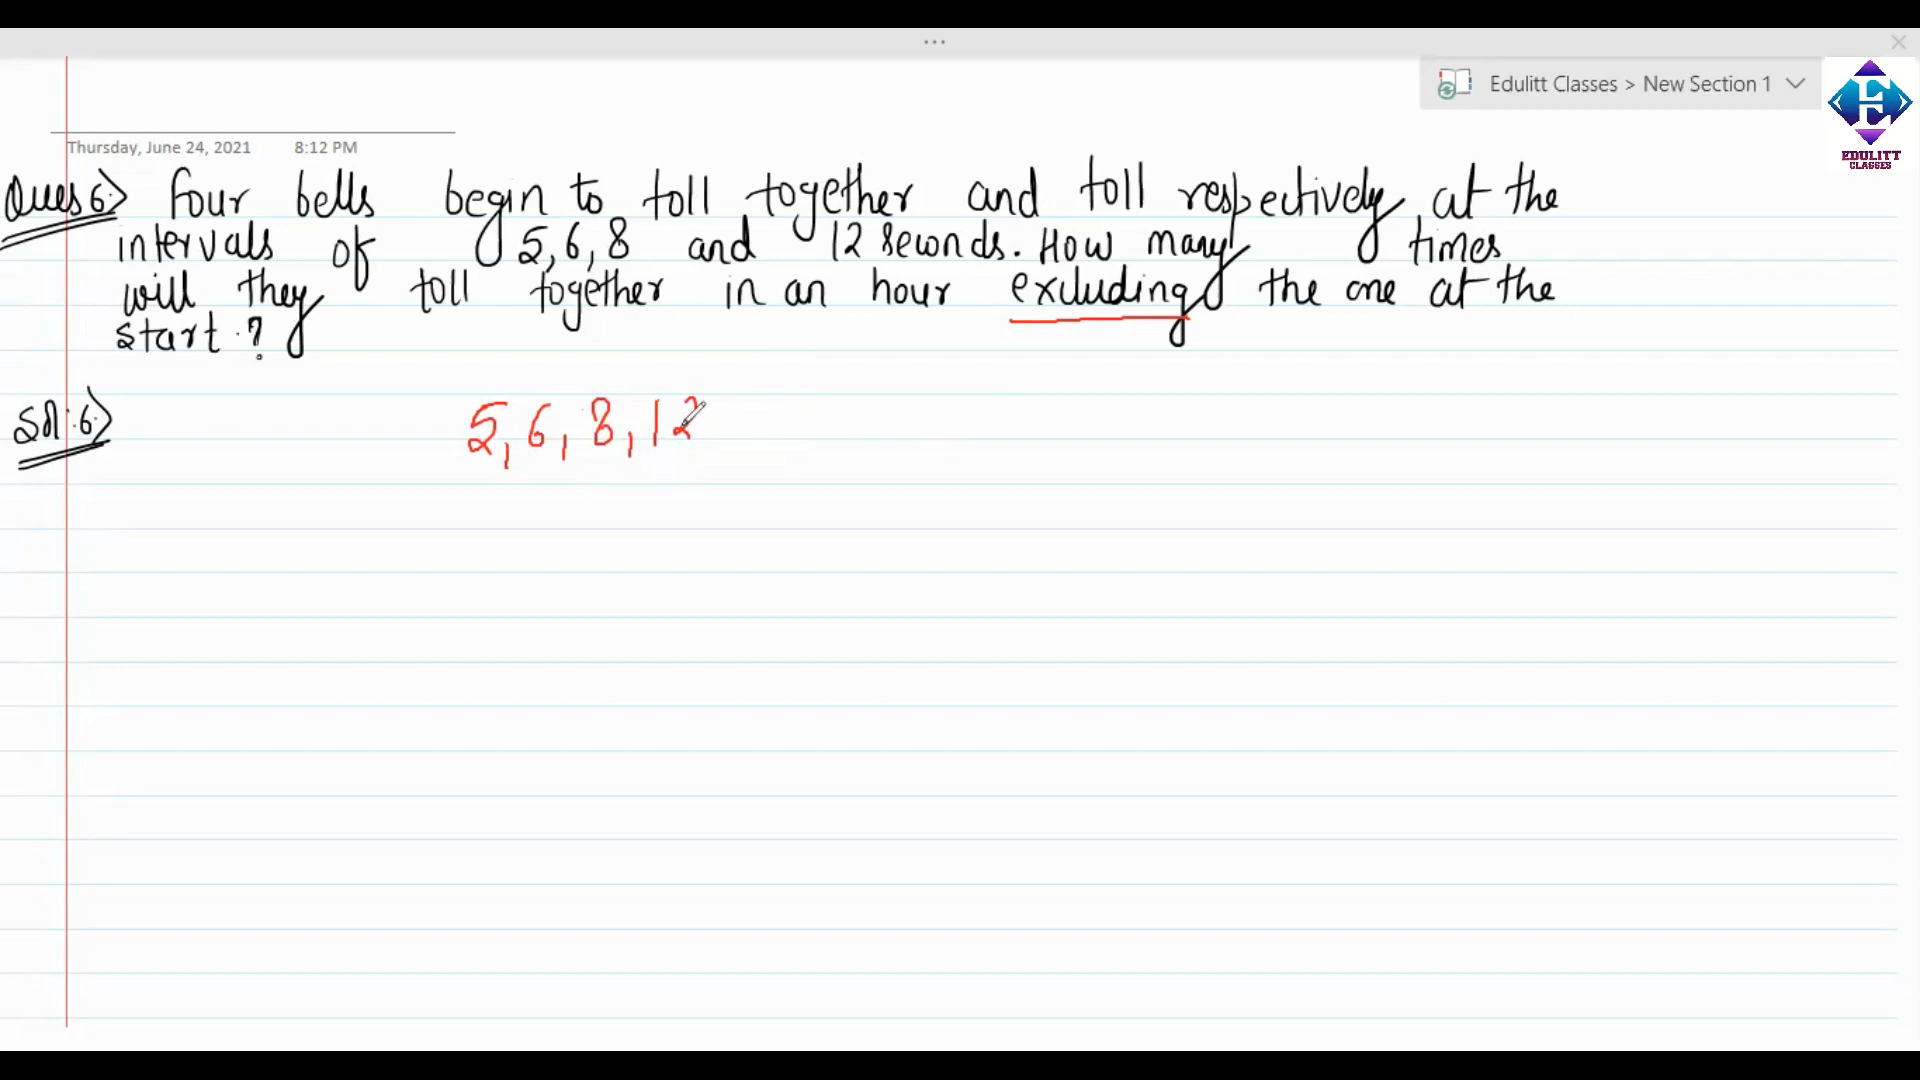 Edulitt Classes > New Section 1
EDULITT
CLASSES
Thursday, June 24, 2021 8:12 PM
Ques 6) Four bells begin to toll together and toll respectively at the
intervals of 5, 6, 8 and 12 seconds. How many times
will they toll together in an hour excluding the one at the
start ?
Sol. 6) 5, 6, 8, 12